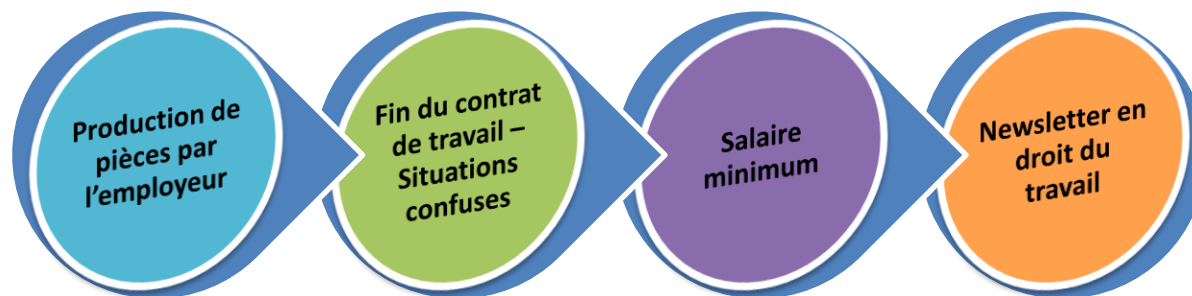 Production de
pièces par
l'employeur
Fin du contrat
de travail –
Situations
confuses
Salaire
minimum
Newsletter en
droit du
travail